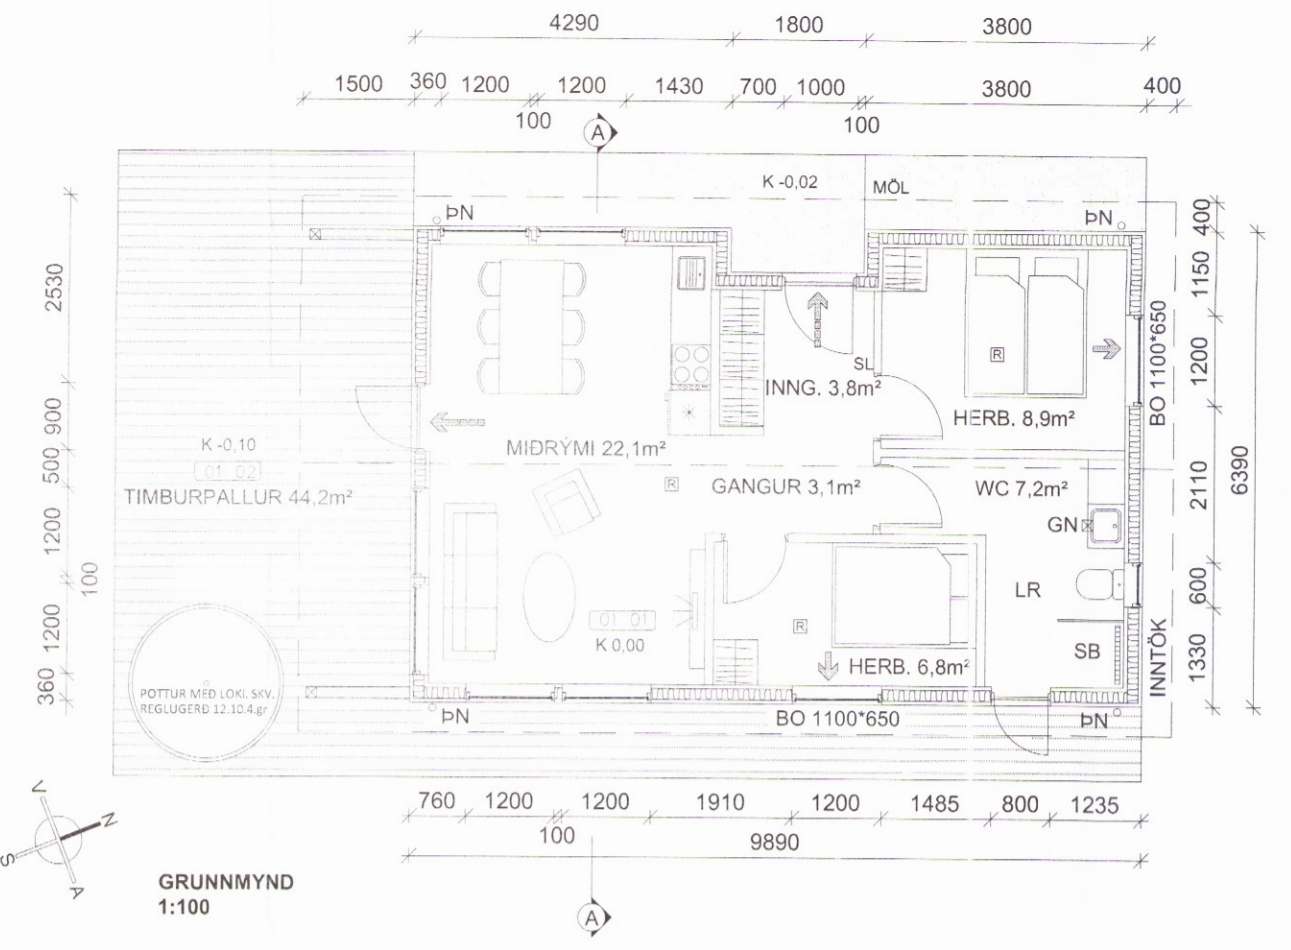 4290 1800 3800
1500 360 1200 1200 1430 700 1000 3800 400
100 100
A
K -0,02
MÖL
ÞN
ÞN
400
2530
1150
BO 1100*650
1200
SL
INNG. 3,8m²
900
HERB. 8,9m²
K -0,10
MIÐRÝMI 22,1m²
6390
01 02
500
TIMBURPALLUR 44,2m²
R
R
GANGUR 3,1m²
WC 7,2m²
2110
1200
GN
100
LR
600
01 01
R
1200
K 0,00
SB
INNTÖK
1330
HERB. 6,8m²
360
POTTUR MEÐ LOKI. SKV.
REGLUGERÐ 12.10.4.gr
ÞN
BO 1100*650
ÞN
760 1200 1200 1910 1200 1485 800 1235
100
9890
V
N
S
A
GRUNNMYND
1:100
A